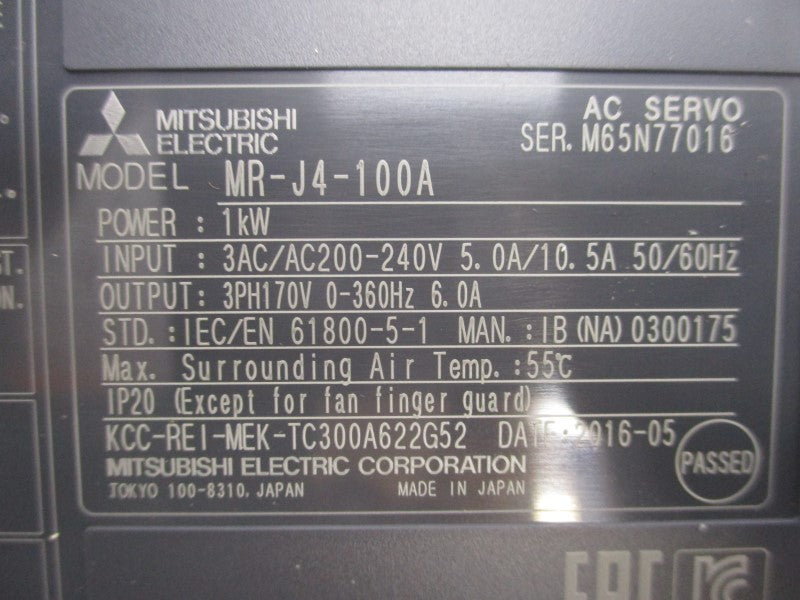 MITSUBISHI
ELECTRIC
AC SERVO
SER. M65N77016
MODEL MR-J4-100A
POWER : 1kW
INPUT : 3AC/AC200-240V 5.0A/10.5A 50/60Hz
OUTPUT: 3PH170V 0-360Hz 6.0A
STD. :IEC/EN 61800-5-1 MAN. :IB(NA)0300175
Max. Surrounding Air Temp. :55℃
IP20 (Except for fan finger guard)
KCC-REI-MEK-TC300A622G52 DATE:2016-05
PASSED
MITSUBISHI ELECTRIC CORPORATION
TOKYO 100-8310, JAPAN MADE IN JAPAN